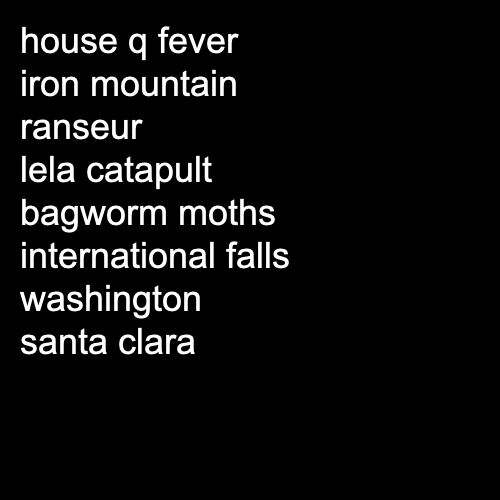 house q fever
iron mountain
ranseur
lela catapult
bagworm moths
international falls
washington
santa clara